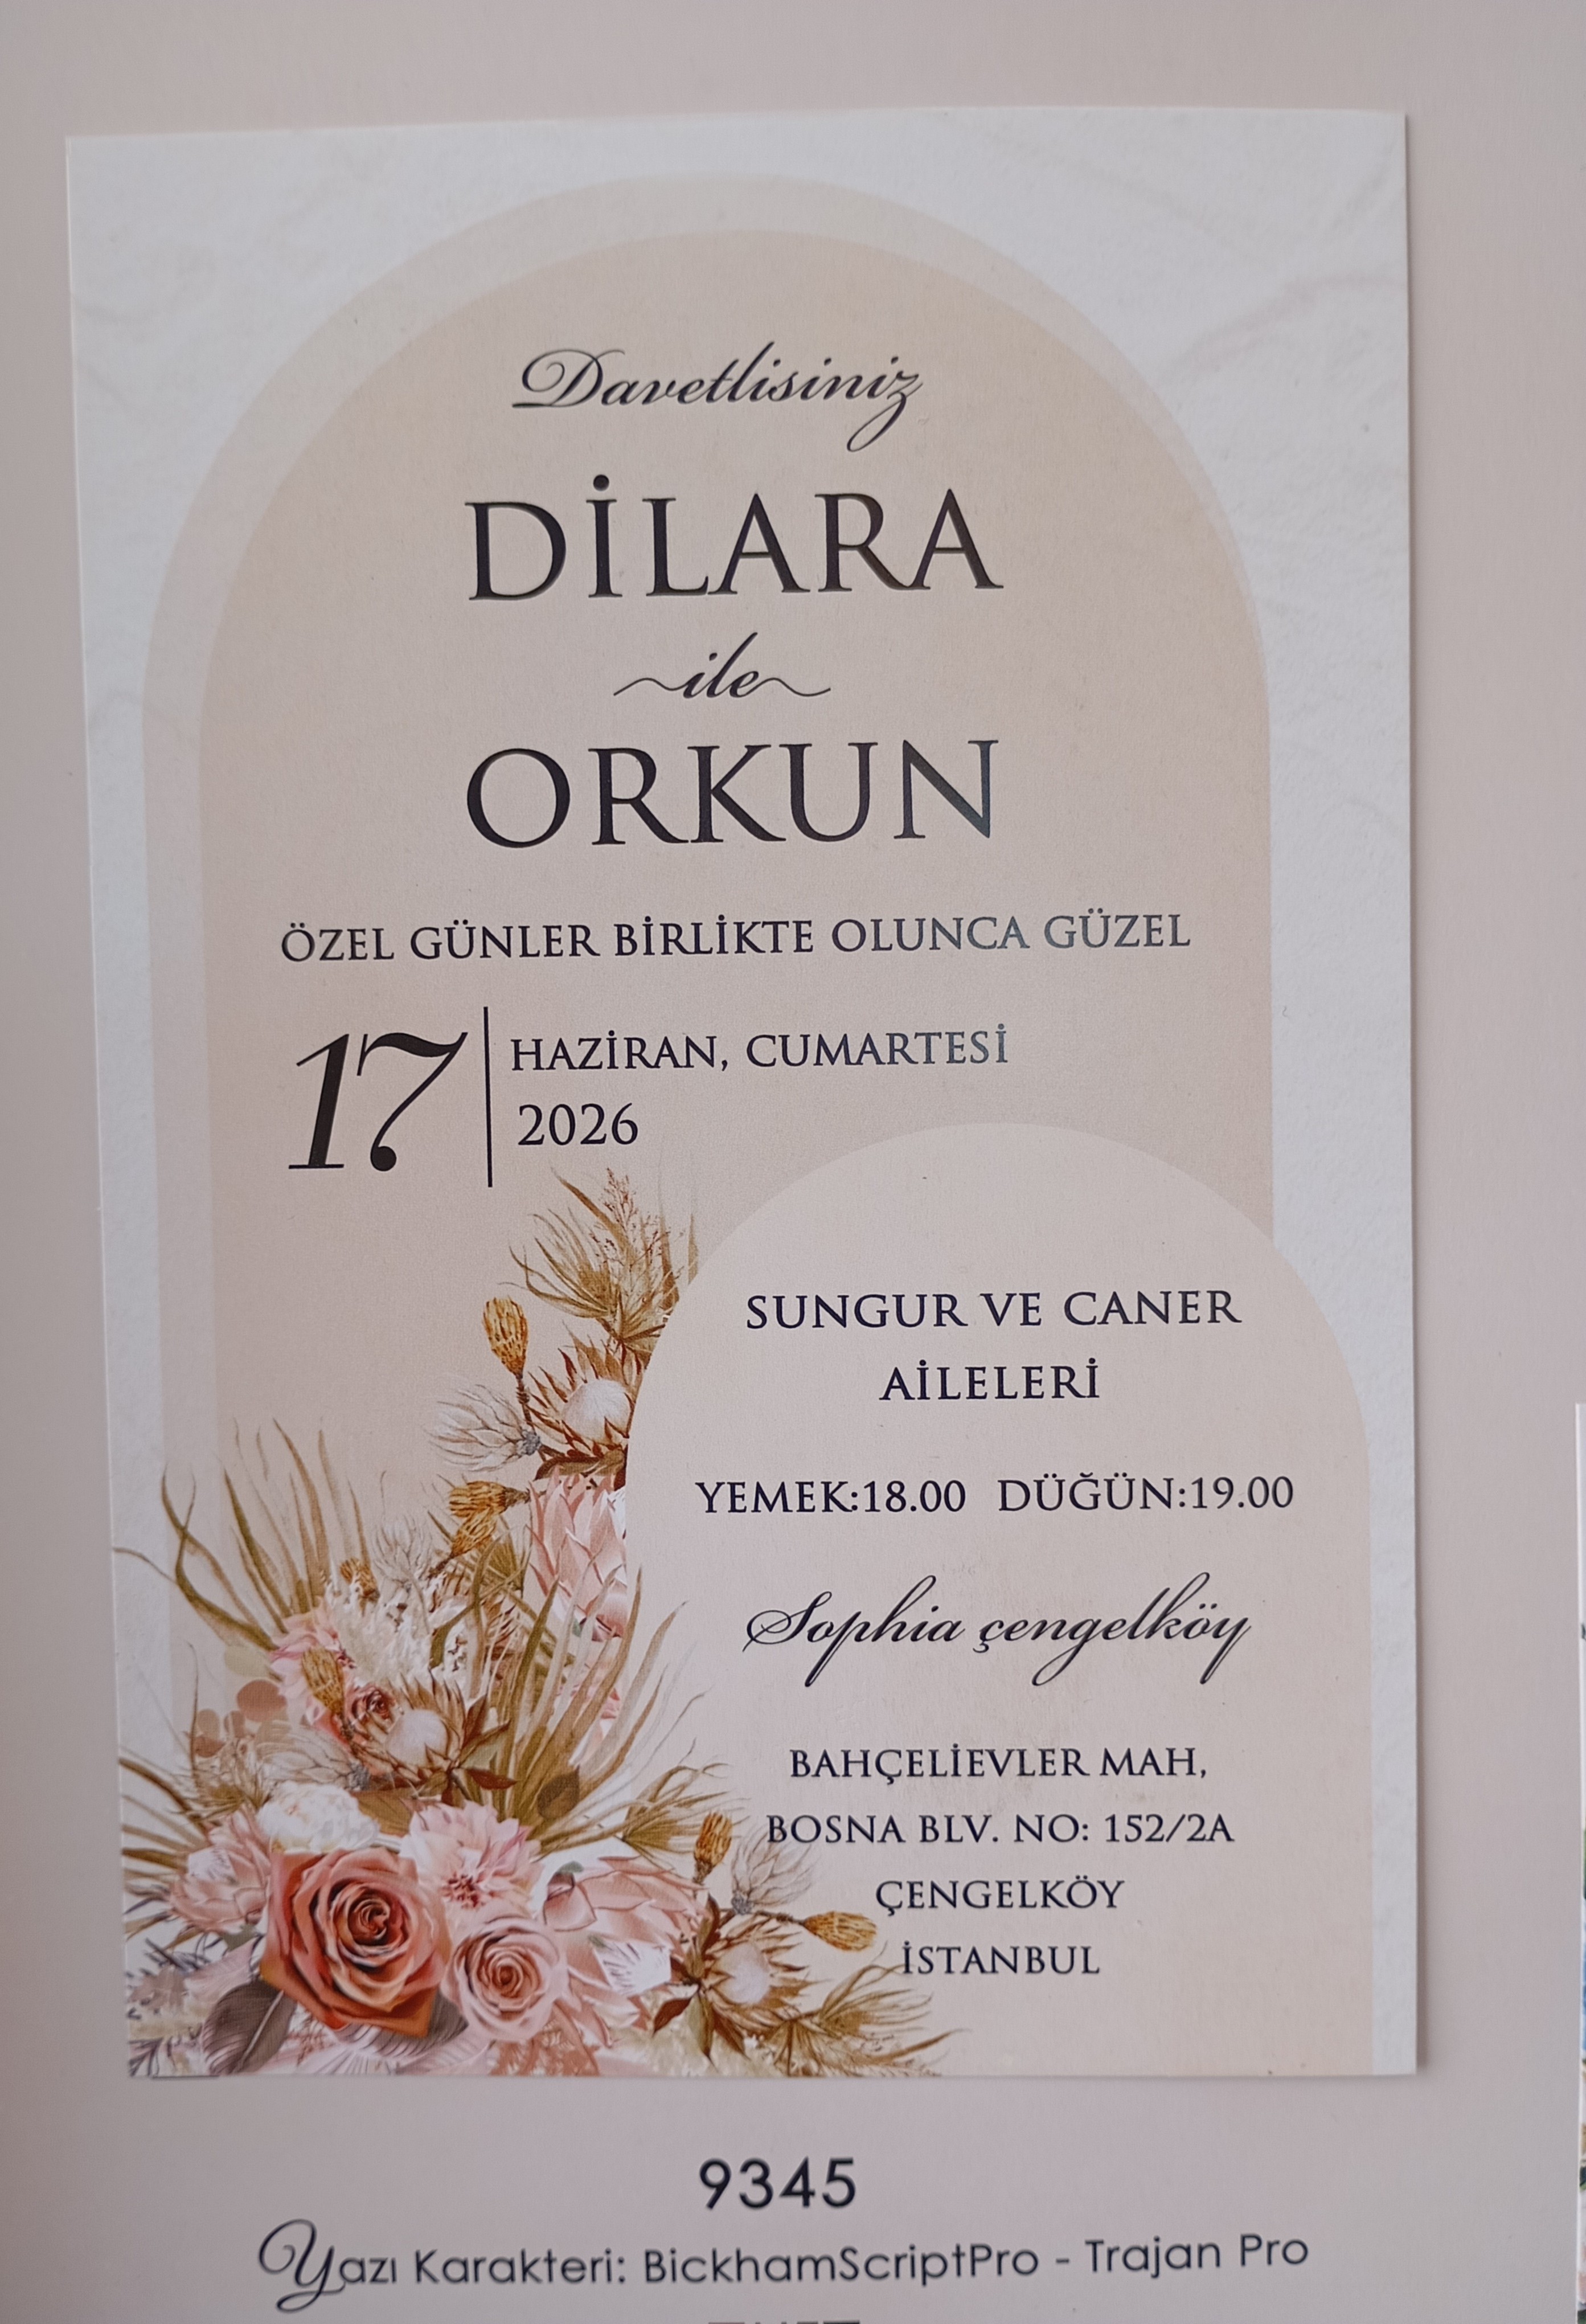 Davetlisiniz
DİLARA
ile
ORKUN
ÖZEL GÜNLER BİRLİKTE OLUNCA GÜZEL
17
HAZİRAN, CUMARTESİ
2026
SUNGUR VE CANER
AİLELERİ
YEMEK:18.00 DÜĞÜN:19.00
Sophia çengelköy
BAHÇELİEVLER MAH,
BOSNA BLV. NO: 152/2A
ÇENGELKÖY
İSTANBUL
9345
Yazı Karakteri: BickhamScriptPro - Trajan Pro